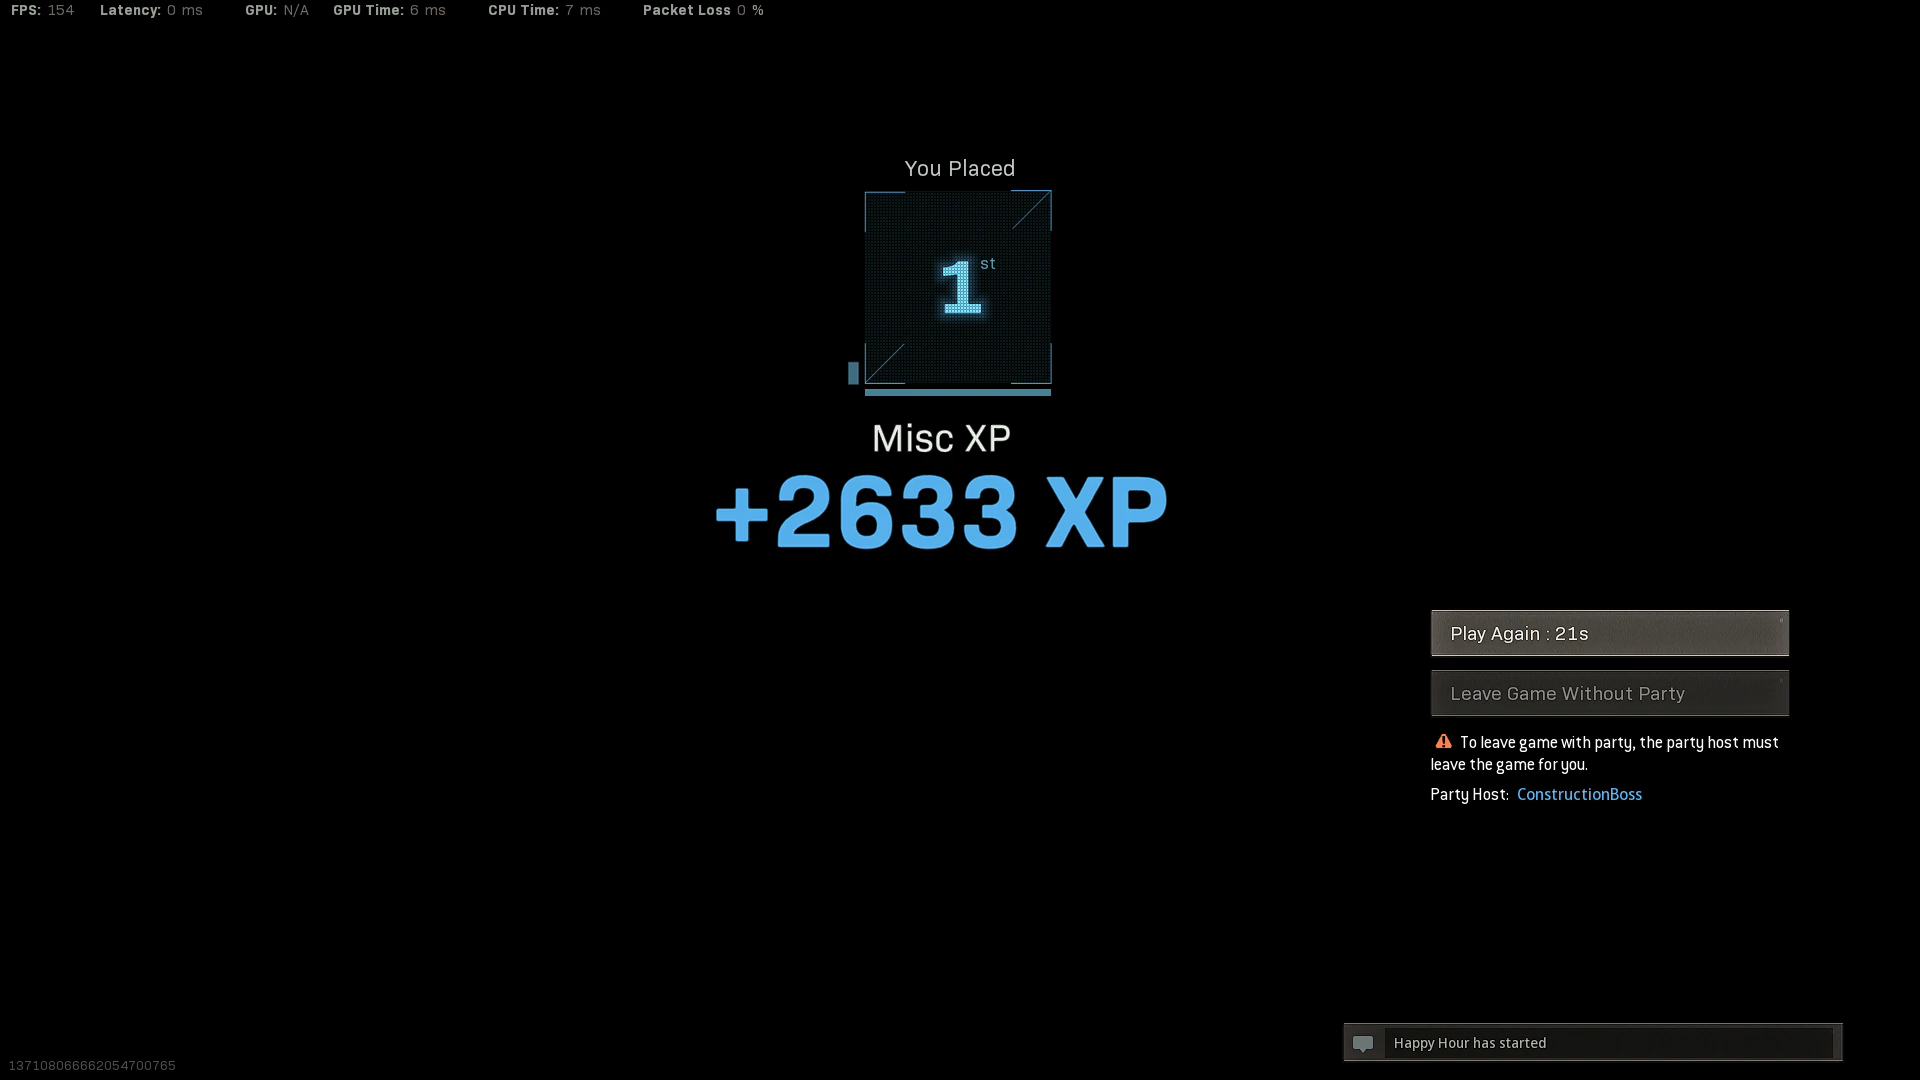 FPS: 154 Latency: 0 ms GPU: N/A GPU Time: 6 ms CPU Time: 7 ms Packet Loss 0 %
You Placed
1st
Misc XP
+2633 XP
Play Again : 21s
Leave Game Without Party
To leave game with party, the party host must
leave the game for you.
Party Host: ConstructionBoss
Happy Hour has started
137108066662054700765